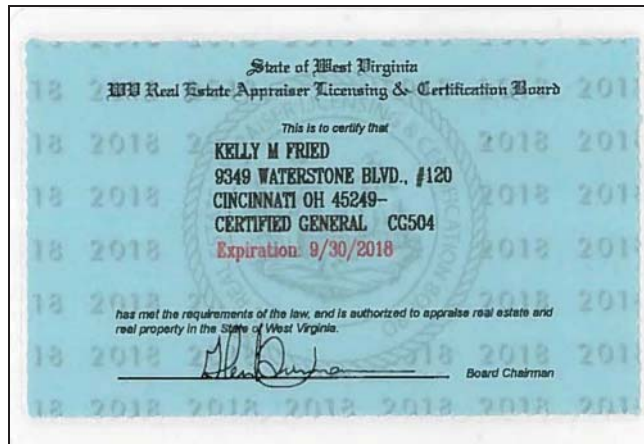 State of West Virginia
WV Real Estate Appraiser Licensing & Certification Board
This is to certify that
KELLY M FRIED
9349 WATERSTONE BLVD., #120
CINCINNATI OH 45249-
CERTIFIED GENERAL CG504
Expiration: 9/30/2018
has met the requirements of the law, and is authorized to appraise real estate and
real property in the State of West Virginia.
Board Chairman